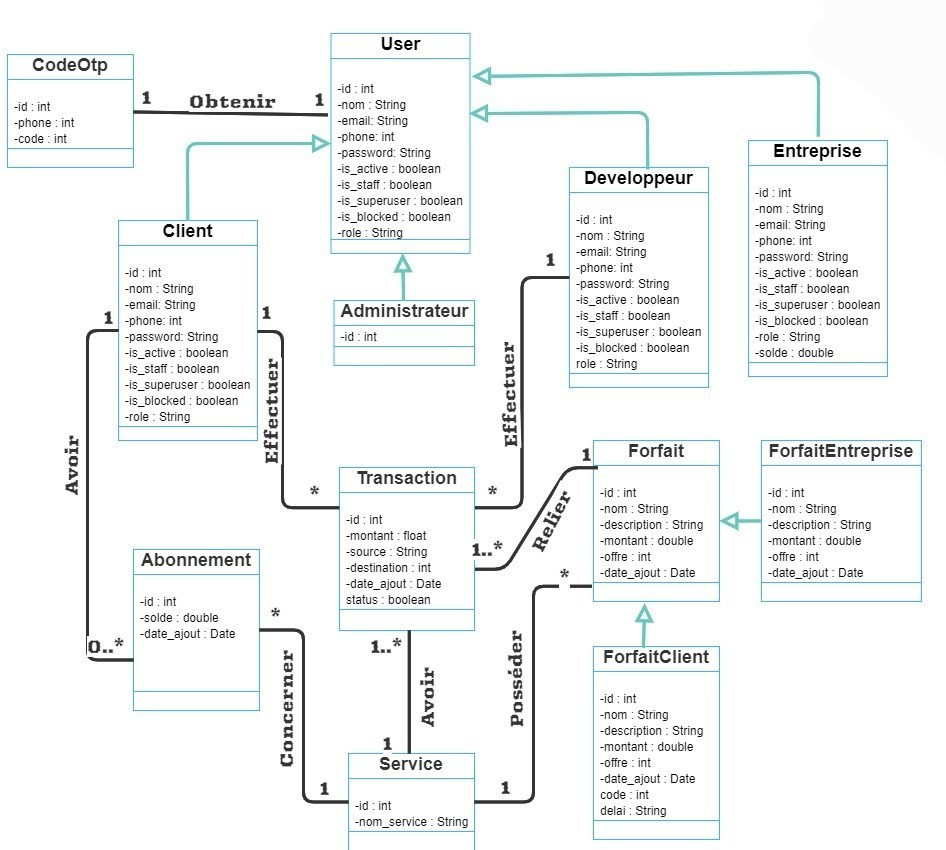 User
-id : int
-nom : String
-email: String
-phone: int
-password: String
-is_active : boolean
-is_staff : boolean
-is_superuser : boolean
-is_blocked : boolean
-role : String
CodeOtp
-id : int
-phone : int
-code : int
1
Obtenir
1
Entreprise
-id : int
-nom : String
-email: String
-phone: int
-password: String
-is_active : boolean
-is_staff : boolean
-is_superuser : boolean
-is_blocked : boolean
-role : String
-solde : double
Developpeur
-id : int
-nom : String
-email: String
-phone: int
-password: String
-is_active : boolean
-is_staff : boolean
-is_superuser : boolean
-is_blocked : boolean
role : String
Client
-id : int
-nom : String
-email: String
-phone: int
-password: String
-is_active : boolean
-is_staff : boolean
-is_superuser : boolean
-is_blocked : boolean
-role : String
Administrateur
-id : int
1
Avoir
0..*
1
Effectuer
*
1
Effectuer
*
Transaction
-id : int
-montant : float
-source : String
-destination : int
-date_ajout : Date
status : boolean
1
Relier
1..*
Forfait
-id : int
-nom : String
-description : String
-montant : double
-offre : int
-date_ajout : Date
ForfaitEntreprise
-id : int
-nom : String
-description : String
-montant : double
-offre : int
-date_ajout : Date
Abonnement
-id : int
-solde : double
-date_ajout : Date
*
Concerner
1
1..*
Avoir
1
*
Posséder
1
ForfaitClient
-id : int
-nom : String
-description : String
-montant : double
-offre : int
-date_ajout : Date
code : int
delai : String
Service
-id : int
-nom_service : String